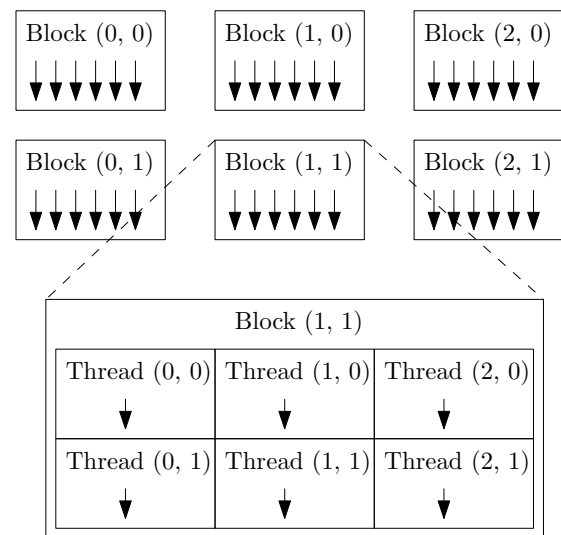 Block (0, 0)
Block (1, 0)
Block (2, 0)
Block (0, 1)
Block (1, 1)
Block (2, 1)
Block (1, 1)
Thread (0, 0)
Thread (1, 0)
Thread (2, 0)
Thread (0, 1)
Thread (1, 1)
Thread (2, 1)